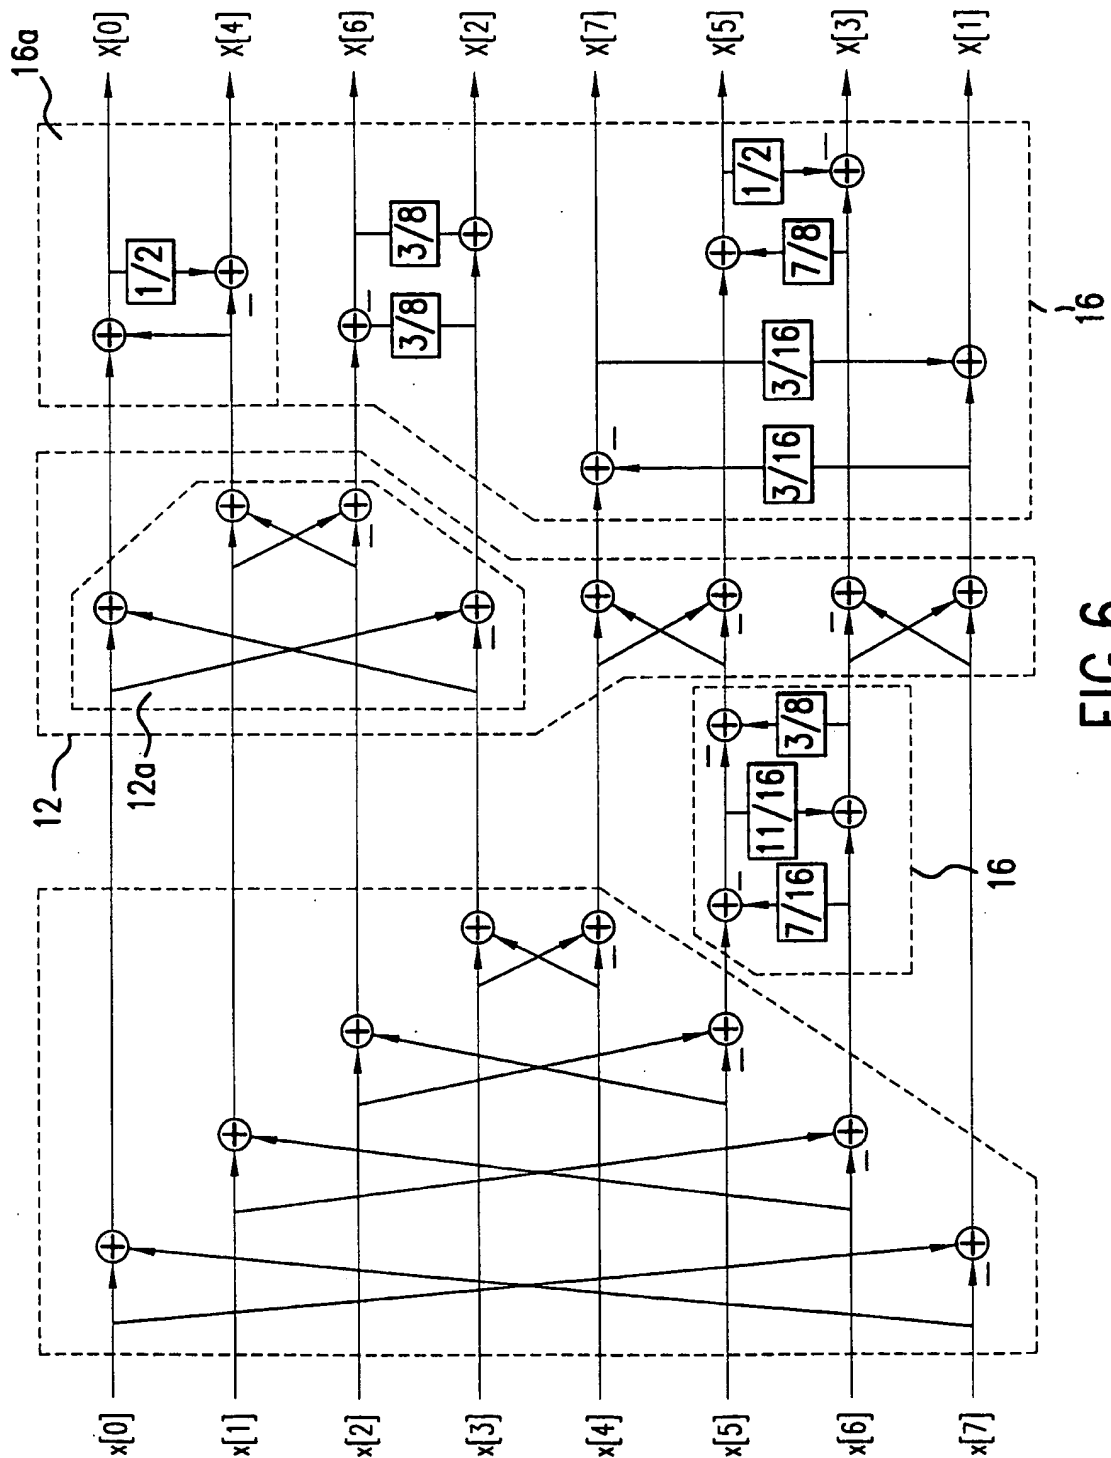 16a
X[0]
X[4]
X[6]
X[2]
X[7]
X[5]
X[3]
X[1]
1/2
3/8
3/8
1/2
7/8
3/16
3/16
16
12
12a
3/8
11/16
7/16
16
x[0]
x[1]
x[2]
x[3]
x[4]
x[5]
x[6]
x[7]
FIG.6